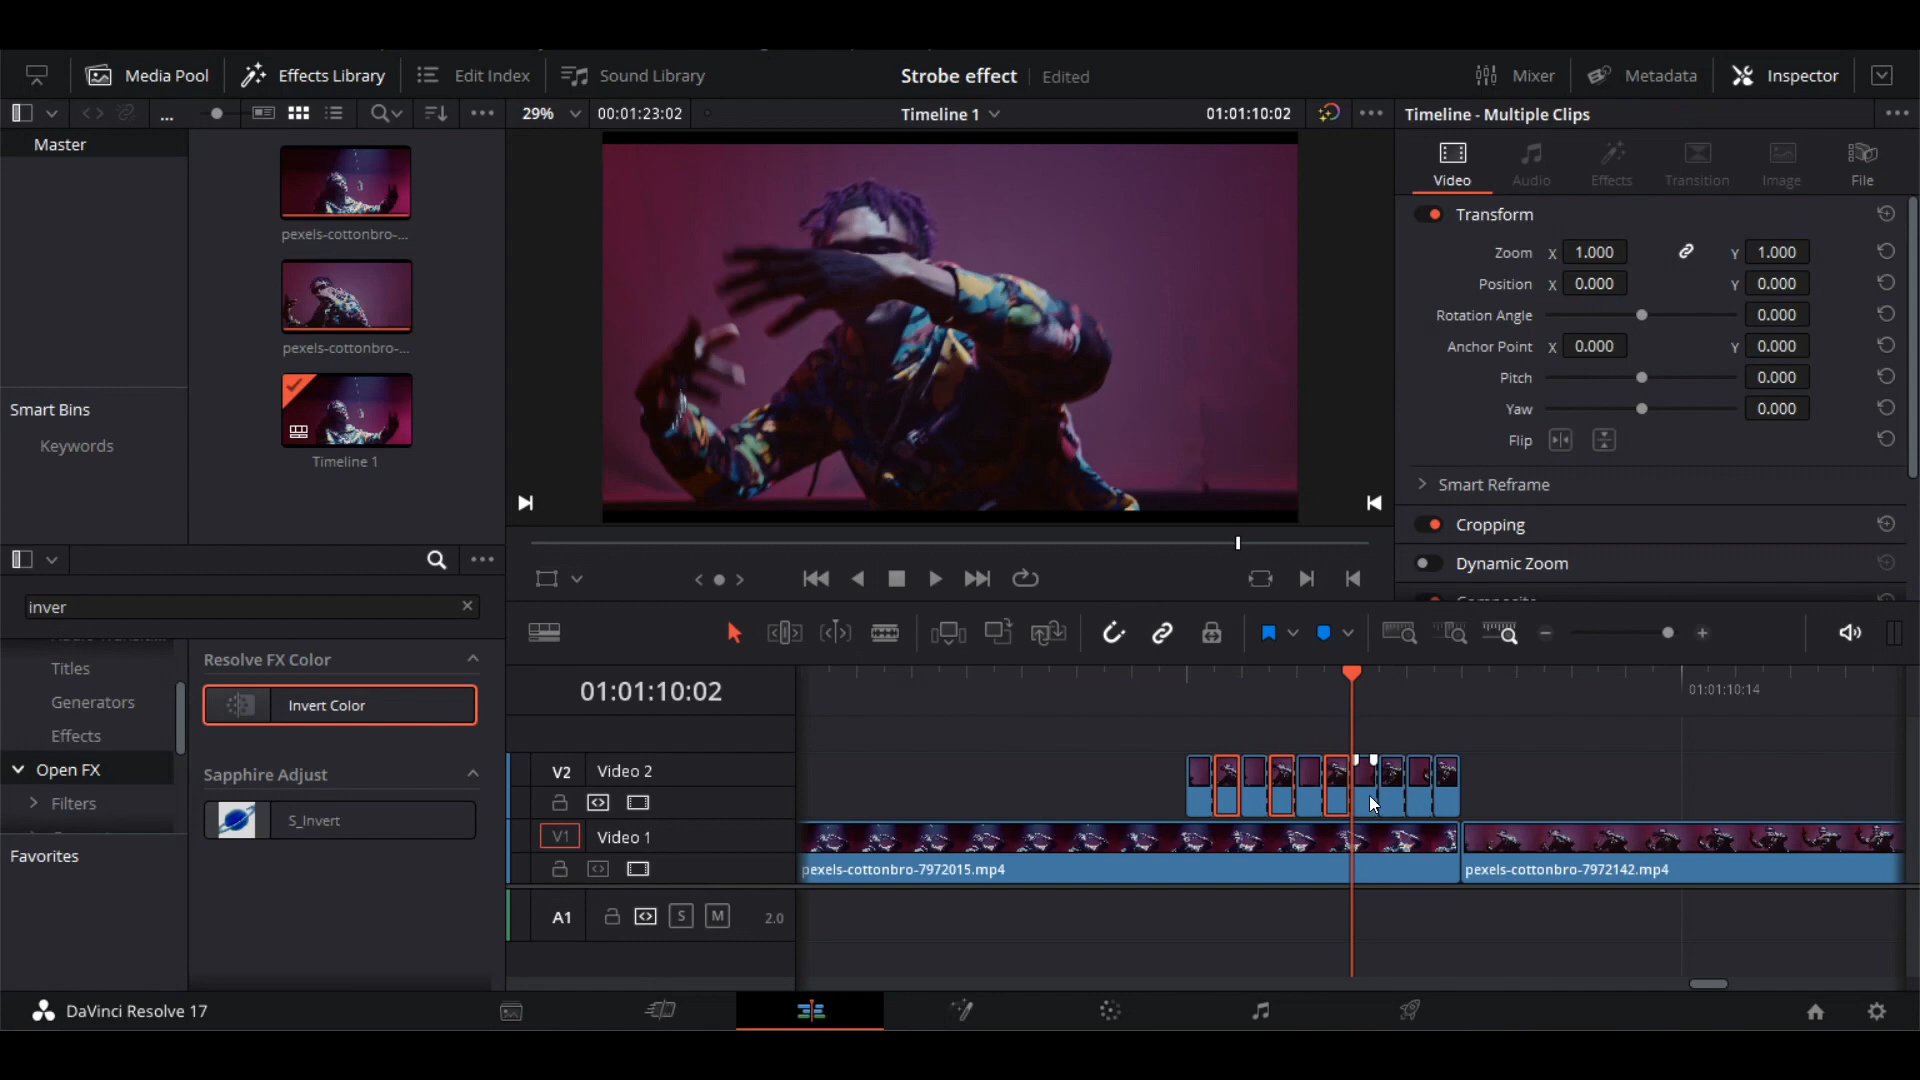 Media Pool
Effects Library
Edit Index
Sound Library
Strobe effect
Edited
Mixer
Metadata
Inspector
29%
00:01:23:02
Timeline 1
01:01:10:02
Timeline - Multiple Clips
Master
pexels-cottonbro-...
pexels-cottonbro-...
Timeline 1
Smart Bins
Keywords
Video
Audio
Effects
Transition
Image
File
Transform
Zoom X 1.000 Y 1.000
Position X 0.000 Y 0.000
Rotation Angle 0.000
Anchor Point X 0.000 Y 0.000
Pitch 0.000
Yaw 0.000
Flip
Smart Reframe
Cropping
Dynamic Zoom
inver
Titles
Generators
Effects
Open FX
Filters
Favorites
Resolve FX Color
Invert Color
Sapphire Adjust
S_Invert
01:01:10:02
01:01:10:14
V2 Video 2
V1 Video 1
pexels-cottonbro-7972015.mp4
pexels-cottonbro-7972142.mp4
A1 S M 2.0
DaVinci Resolve 17